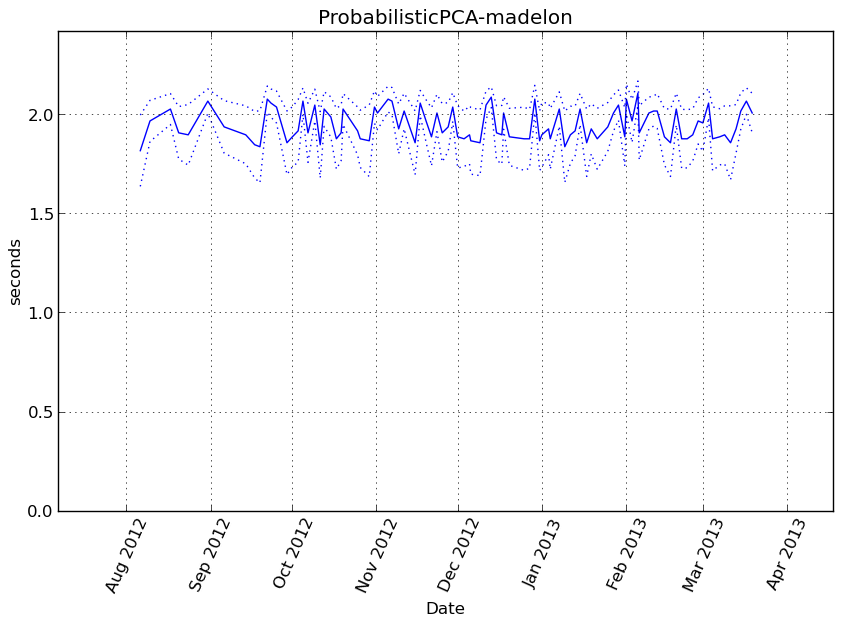 ProbabilisticPCA-madelon
seconds
2.0
1.5
1.0
0.5
0.0
Aug 2012
Sep 2012
Oct 2012
Nov 2012
Dec 2012
Jan 2013
Feb 2013
Mar 2013
Apr 2013
Date